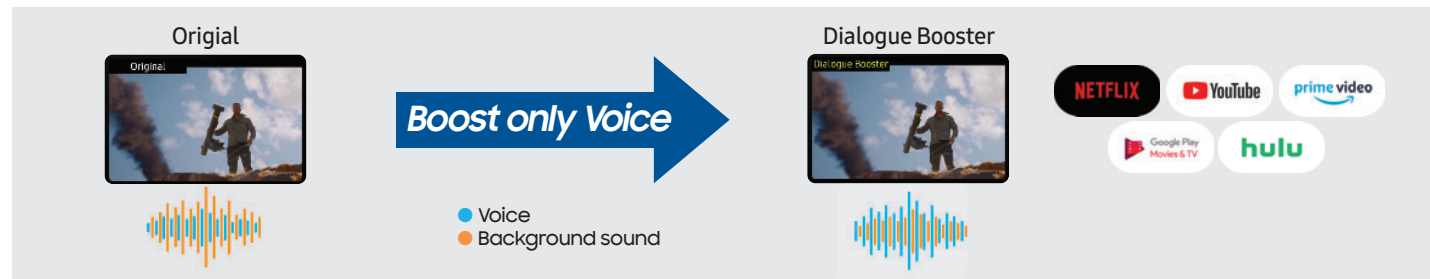 Origial
Original
Boost only Voice
Voice
Background sound
Dialogue Booster
Dialogue Booster
NETFLIX
YouTube
prime video
Google Play
Movies & TV
hulu